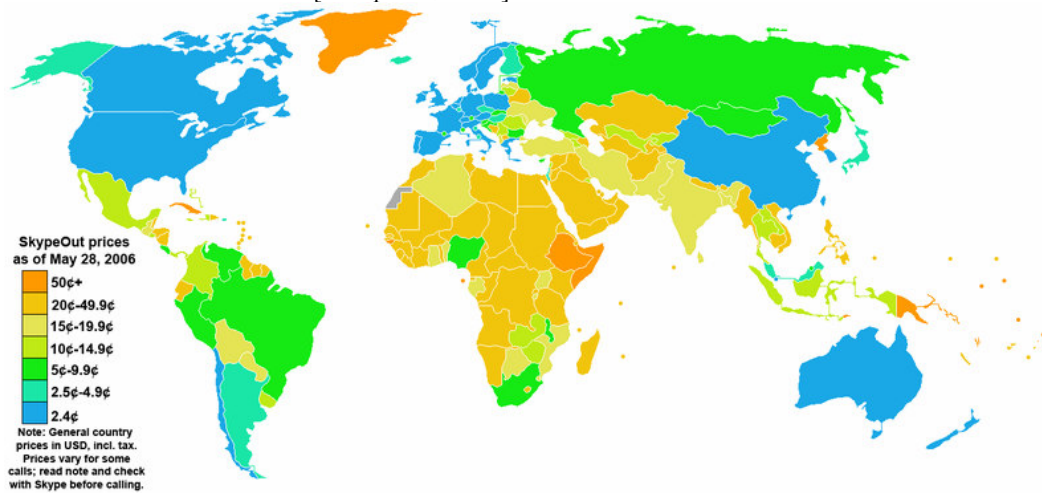 SkypeOut prices
as of May 28, 2006
50¢+
20¢-49.9¢
15¢-19.9¢
10¢-14.9¢
5¢-9.9¢
2.5¢-4.9¢
2.4¢
Note: General country
prices in USD, incl. tax.
Prices vary for some
calls; read note and check
with Skype before calling.